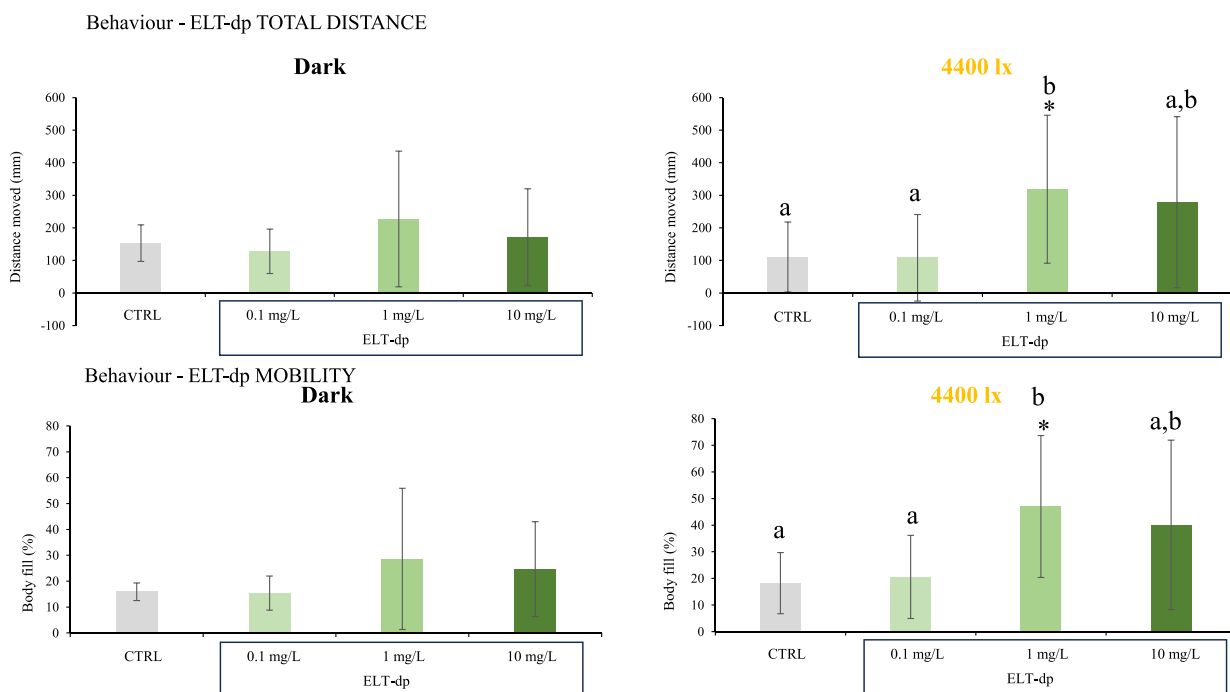 Behaviour - ELT-dp TOTAL DISTANCE
Dark
600
500
400
300
200
100
0
-100
Distance moved (mm)
CTRL
0.1 mg/L
1 mg/L
10 mg/L
ELT-dp
4400 lx
600
500
400
300
200
100
0
-100
Distance moved (mm)
a
a
b
*
a,b
CTRL
0.1 mg/L
1 mg/L
10 mg/L
ELT-dp
Behaviour - ELT-dp MOBILITY
Dark
80
70
60
50
40
30
20
10
0
Body fill (%)
CTRL
0.1 mg/L
1 mg/L
10 mg/L
ELT-dp
4400 lx
80
70
60
50
40
30
20
10
0
Body fill (%)
a
a
b
*
a,b
CTRL
0.1 mg/L
1 mg/L
10 mg/L
ELT-dp